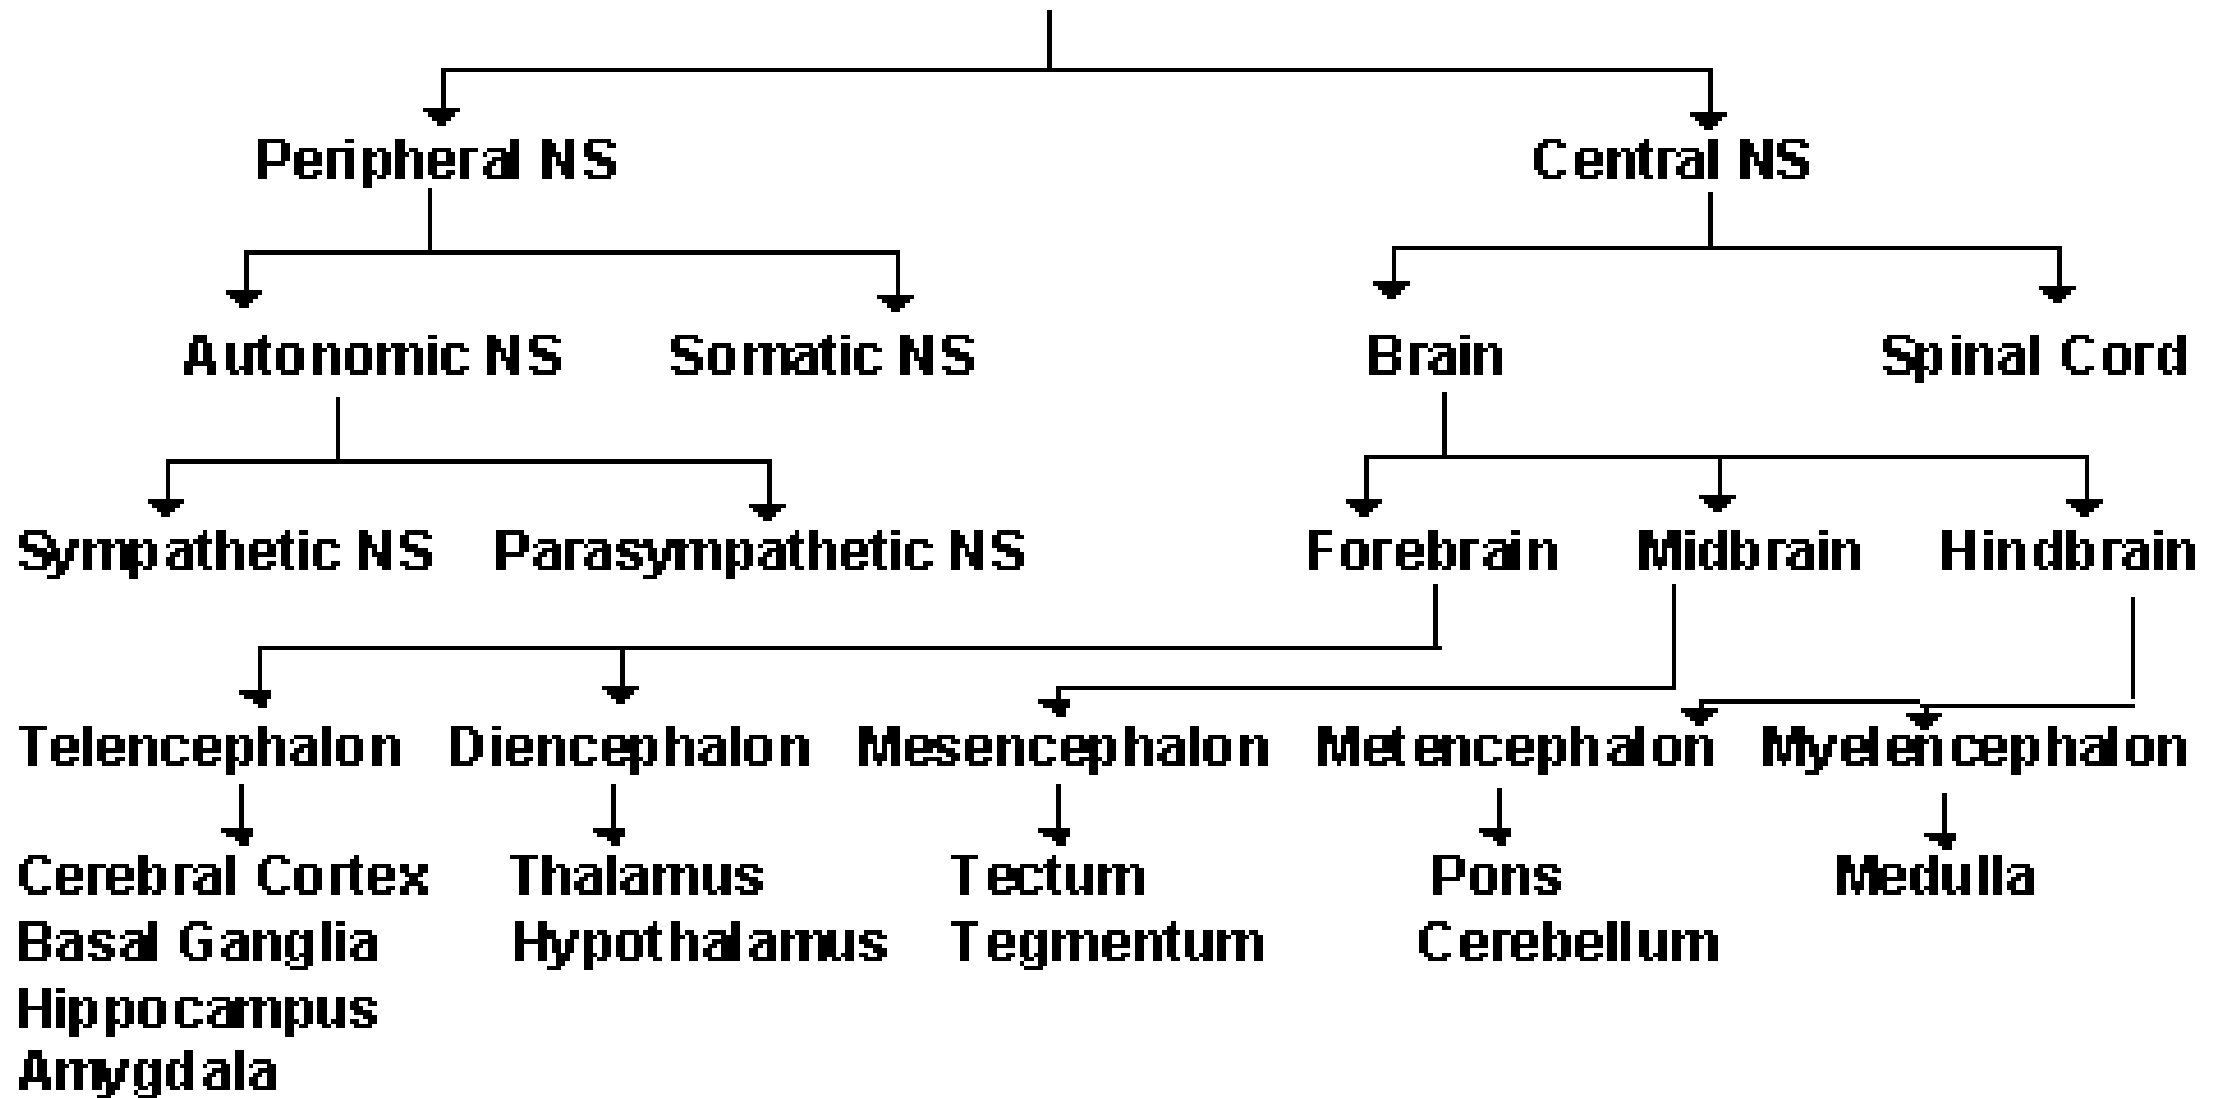 Peripheral NS Central NS
Autonomic NS Somatic NS Brain Spinal Cord
Sympathetic NS Parasympathetic NS Forebrain Midbrain Hindbrain
Telencephalon Diencephalon Mesencephalon Metencephalon Myelencephalon
Cerebral Cortex Thalamus Tectum Pons Medulla
Basal Ganglia Hypothalamus Tegmentum Cerebellum
Hippocampus
Amygdala